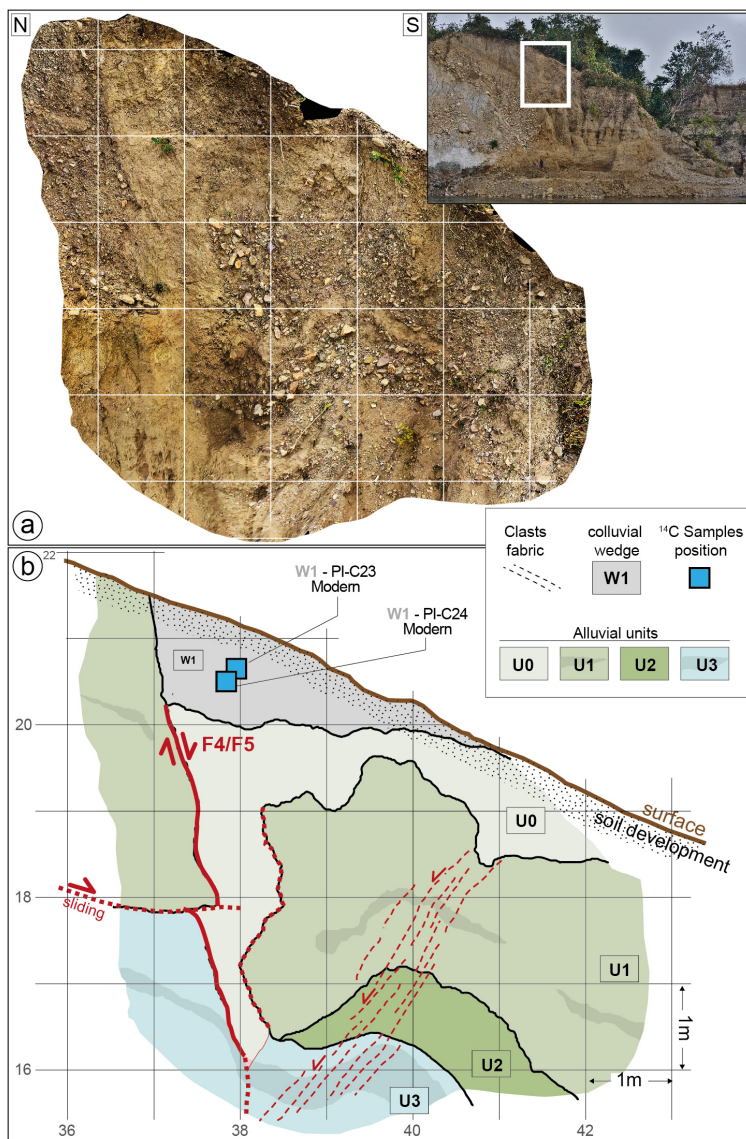 N
S
a
Clasts
fabric
colluvial
wedge
W1
¹⁴C Samples
position
Alluvial units
U0
U1
U2
U3
b
22
W1 - PI-C23
Modern
W1 - PI-C24
Modern
W1
20
F4/F5
U0
surface
soil development
18
sliding
U1
1m
16
U2
1m
U3
36
38
40
42